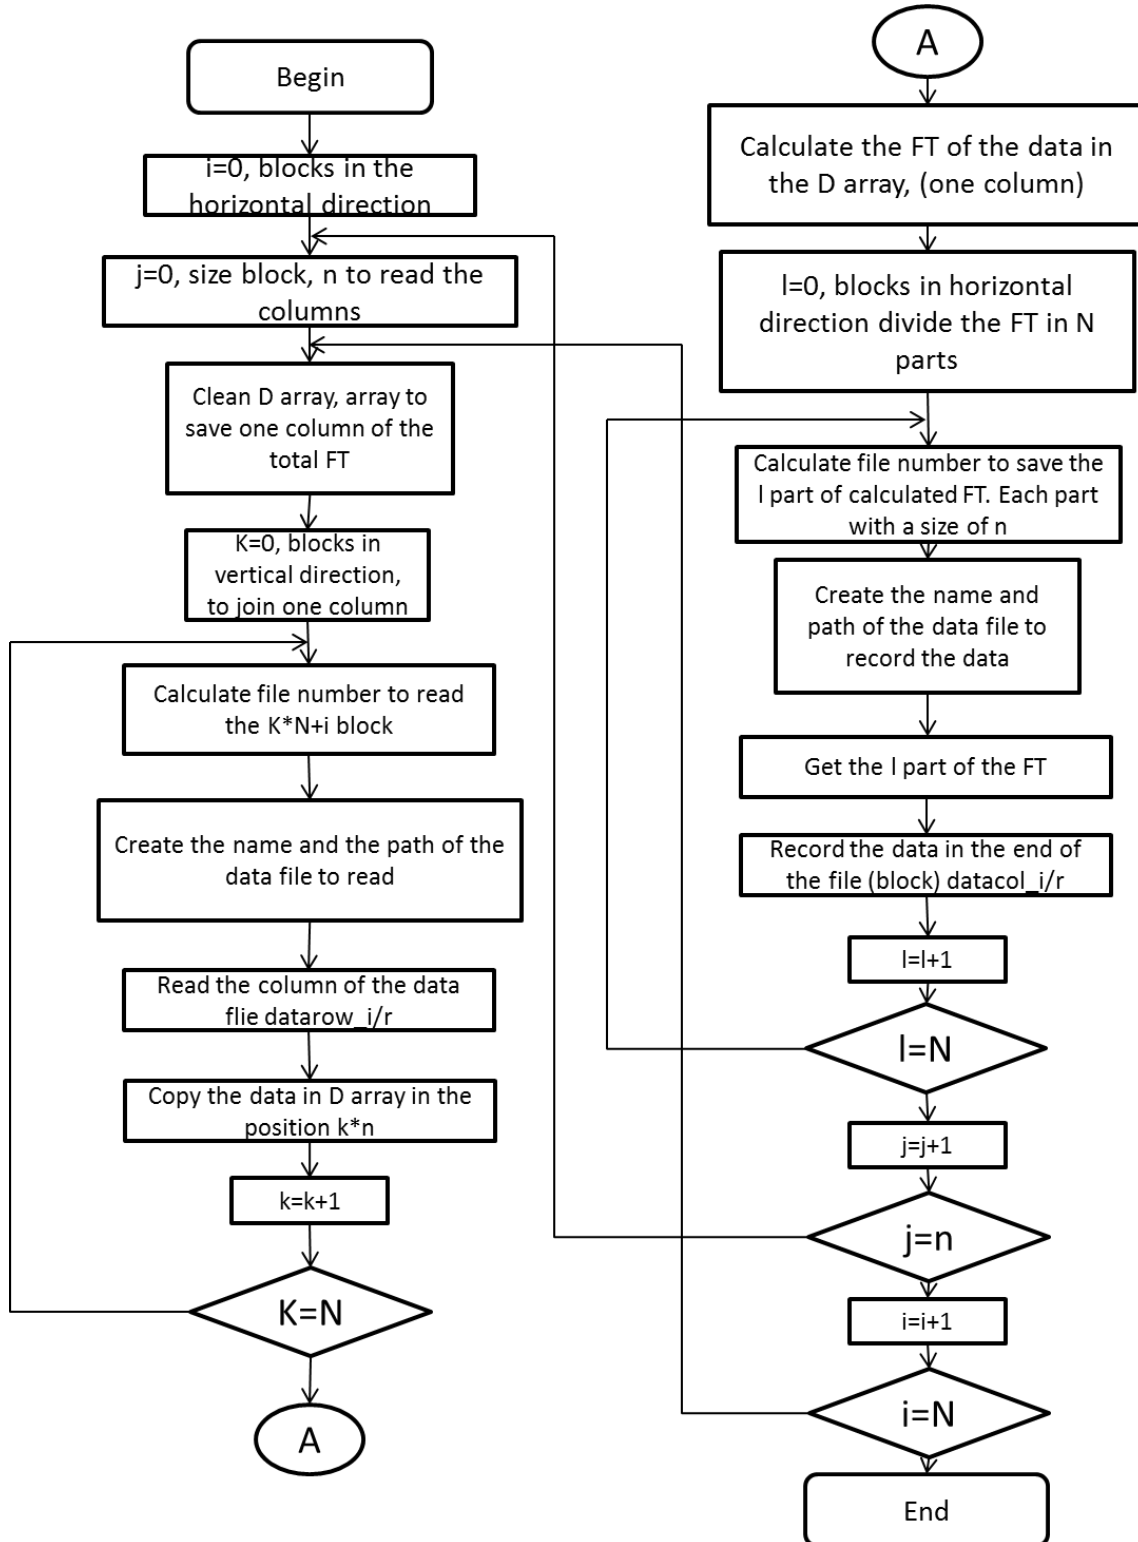 Begin
i=0, blocks in the
horizontal direction
j=0, size block, n to read the
columns
Clean D array, array to
save one column of the
total FT
K=0, blocks in
vertical direction,
to join one column
Calculate file number to read
the K*N+i block
Create the name and the path of the
data file to read
Read the column of the data
flie datarow_i/r
Copy the data in D array in the
position k*n
k=k+1
K=N
A
A
Calculate the FT of the data in
the D array, (one column)
l=0, blocks in horizontal
direction divide the FT in N
parts
Calculate file number to save the
l part of calculated FT. Each part
with a size of n
Create the name and
path of the data file to
record the data
Get the l part of the FT
Record the data in the end of
the file (block) datacol_i/r
l=l+1
l=N
j=j+1
j=n
i=i+1
i=N
End